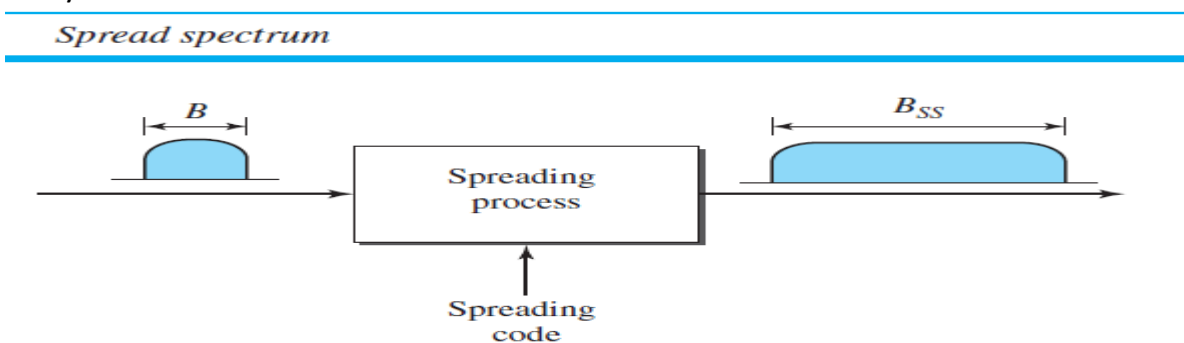 Spread spectrum
B
B_SS
Spreading
process
Spreading
code